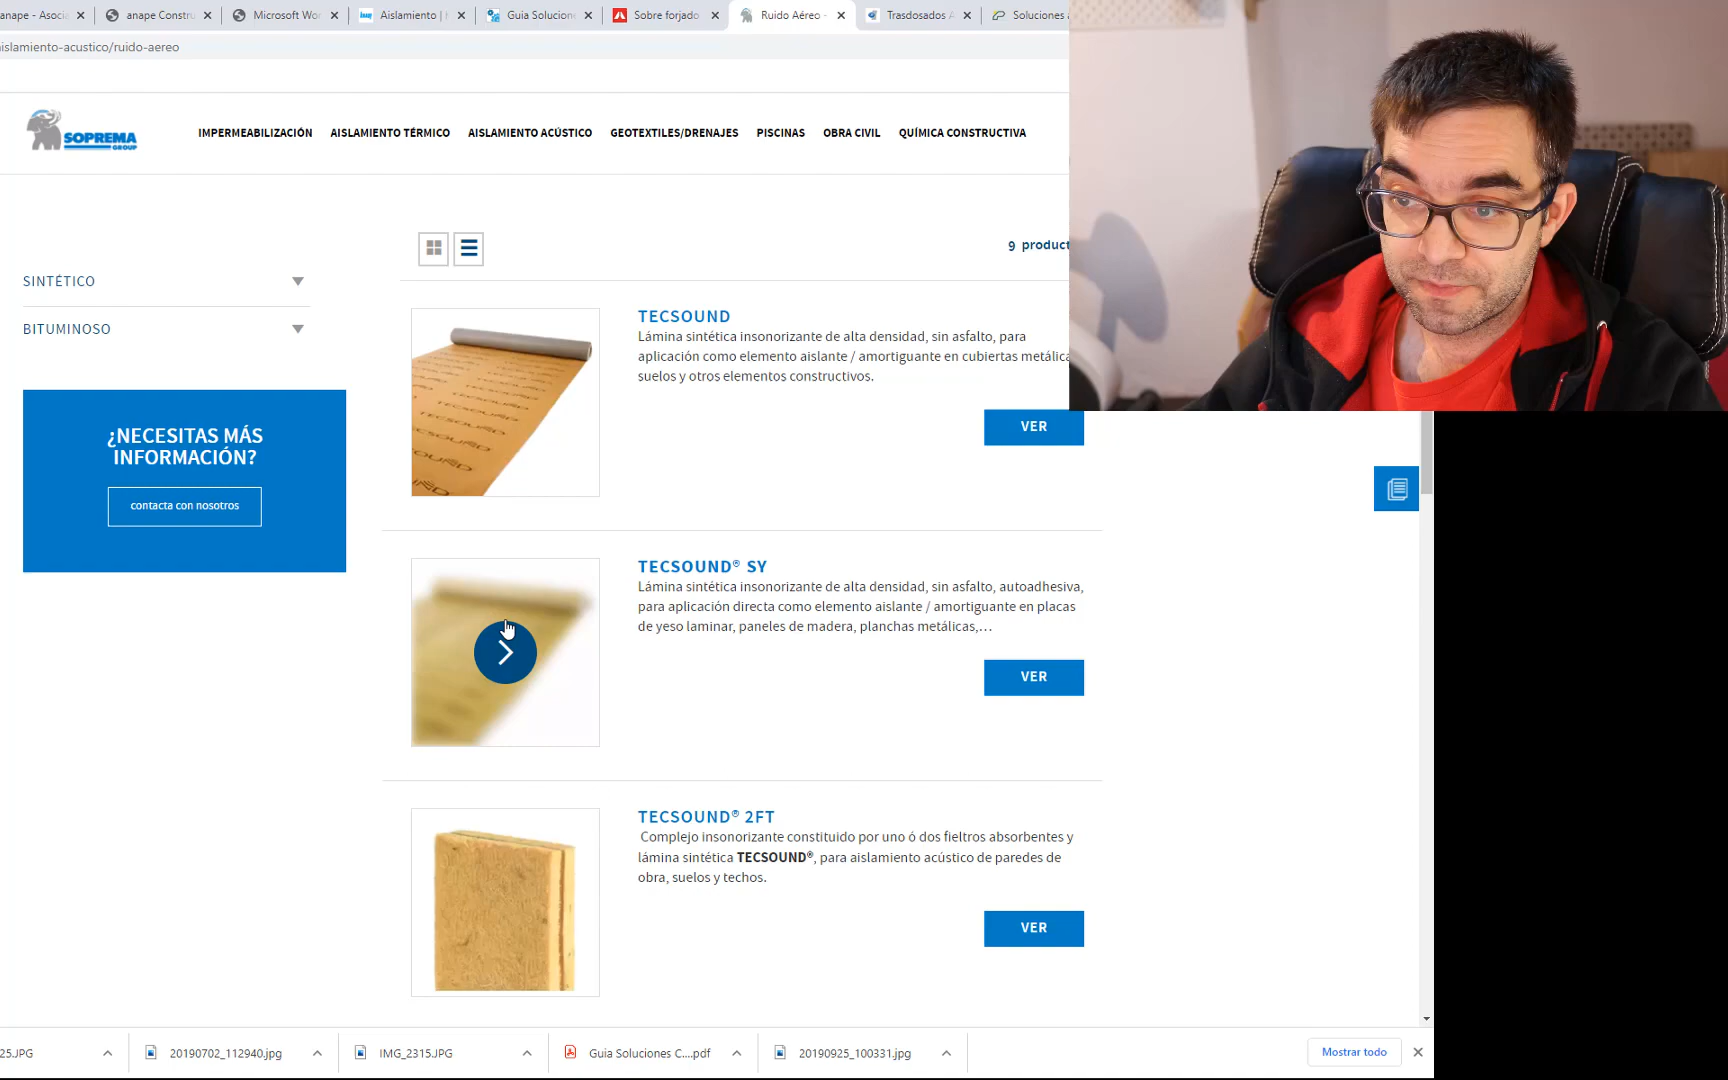 anape - Asoci
anape Constru
Microsoft Wor
Aislamiento |
Guia Solucione
Sobre forjado
Ruido Aéreo -
Trasdosados A
Soluciones a
aislamiento-acustico/ruido-aereo
SOPREMA
GROUP
IMPERMEABILIZACIÓN
AISLAMIENTO TÉRMICO
AISLAMIENTO ACÚSTICO
GEOTEXTILES/DRENAJES
PISCINAS
OBRA CIVIL
QUÍMICA CONSTRUCTIVA
9 product
SINTÉTICO
BITUMINOSO
¿NECESITAS MÁS
INFORMACIÓN?
contacta con nosotros
TECSOUND
Lámina sintética insonorizante de alta densidad, sin asfalto, para
aplicación como elemento aislante / amortiguante en cubiertas metálica
suelos y otros elementos constructivos.
VER
TECSOUND® SY
Lámina sintética insonorizante de alta densidad, sin asfalto, autoadhesiva,
para aplicación directa como elemento aislante / amortiguante en placas
de yeso laminar, paneles de madera, planchas metálicas,...
VER
TECSOUND® 2FT
Complejo insonorizante constituido por uno ó dos fieltros absorbentes y
lámina sintética TECSOUND®, para aislamiento acústico de paredes de
obra, suelos y techos.
VER
25.JPG
20190702_112940.jpg
IMG_2315.JPG
Guia Soluciones C....pdf
20190925_100331.jpg
Mostrar todo